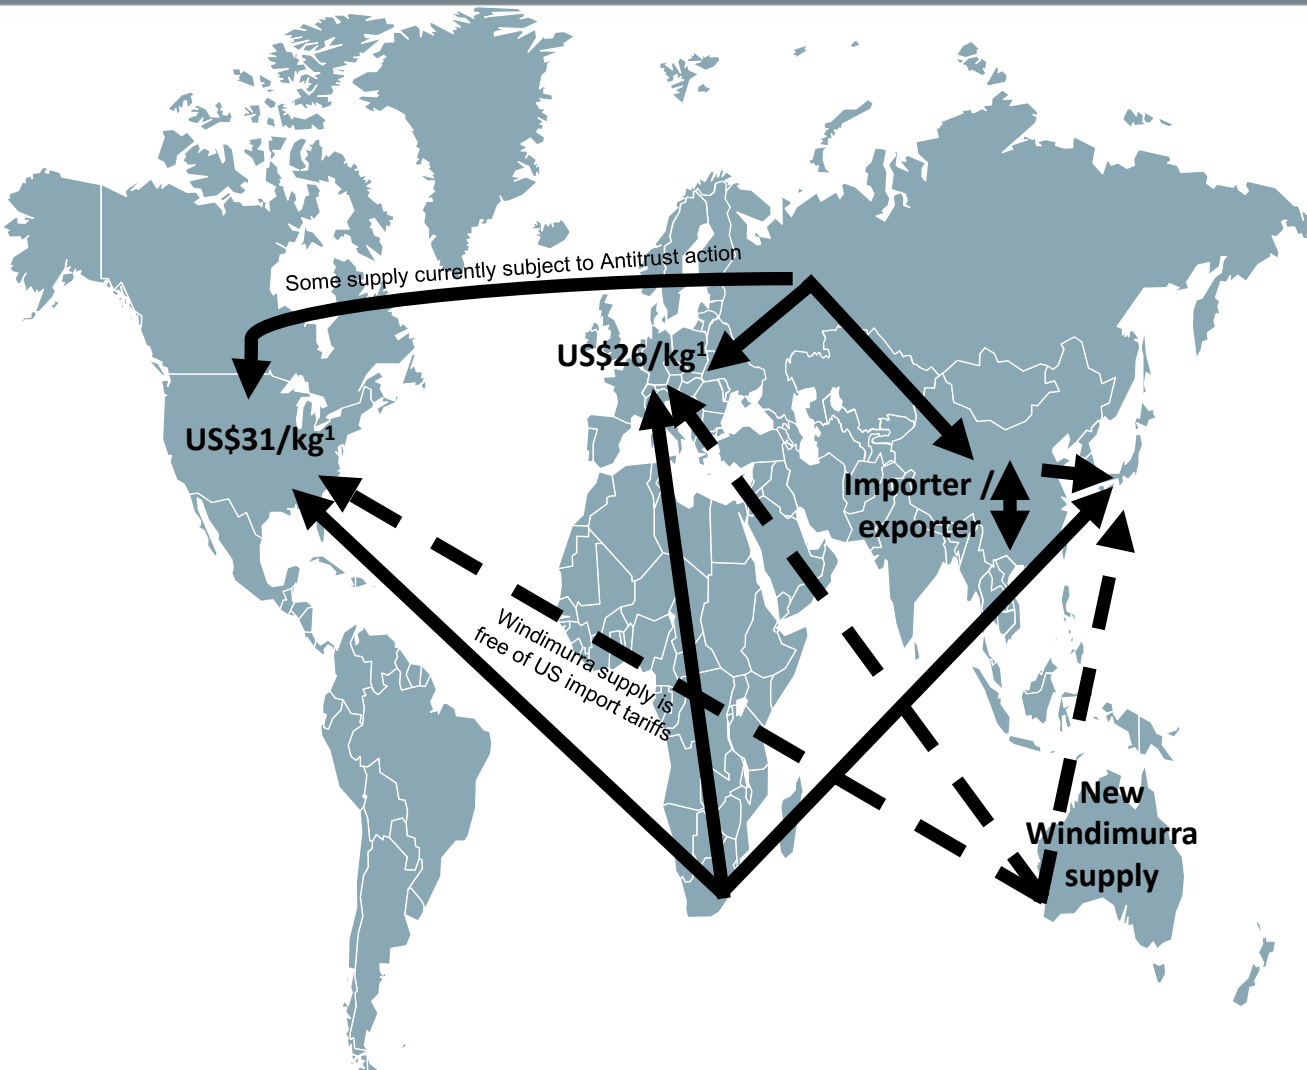 Some supply currently subject to Antitrust action
US$26/kg¹
US$31/kg¹
Importer /
exporter
Windimurra supply is
free of US import tariffs
New
Windimurra
supply